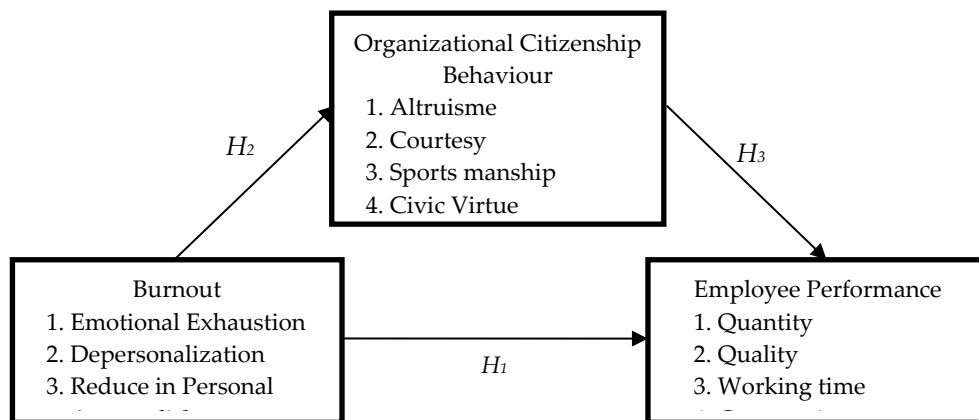 Organizational Citizenship
Behaviour
1. Altruisme
2. Courtesy
3. Sports manship
4. Civic Virtue
H2
H3
Burnout
1. Emotional Exhaustion
2. Depersonalization
3. Reduce in Personal
H1
Employee Performance
1. Quantity
2. Quality
3. Working time